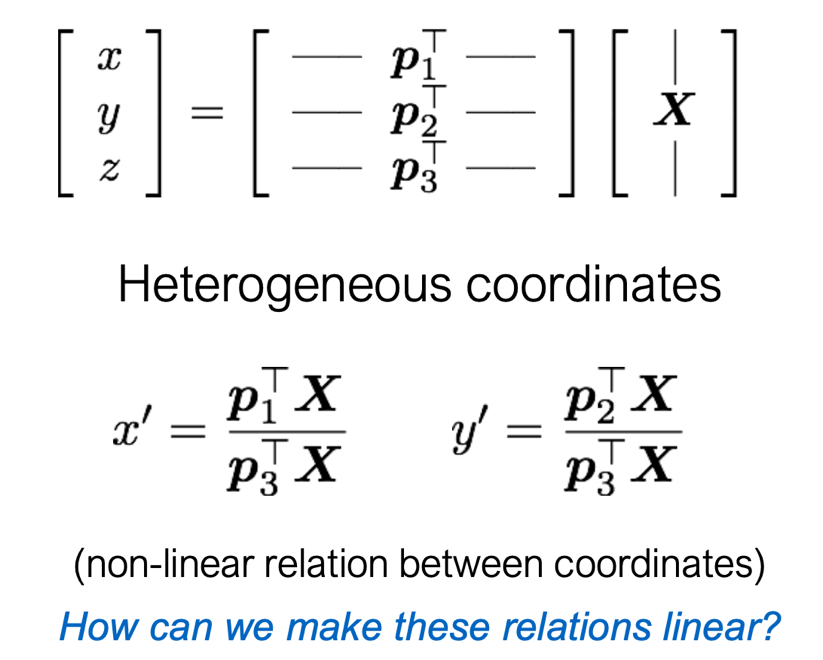 [ x y z ] = [ — p₁ᵀ — — p₂ᵀ — — p₃ᵀ — ] [ | X | ]
Heterogeneous coordinates
x′ = p₁ᵀX / p₃ᵀX    y′ = p₂ᵀX / p₃ᵀX
(non-linear relation between coordinates)
How can we make these relations linear?